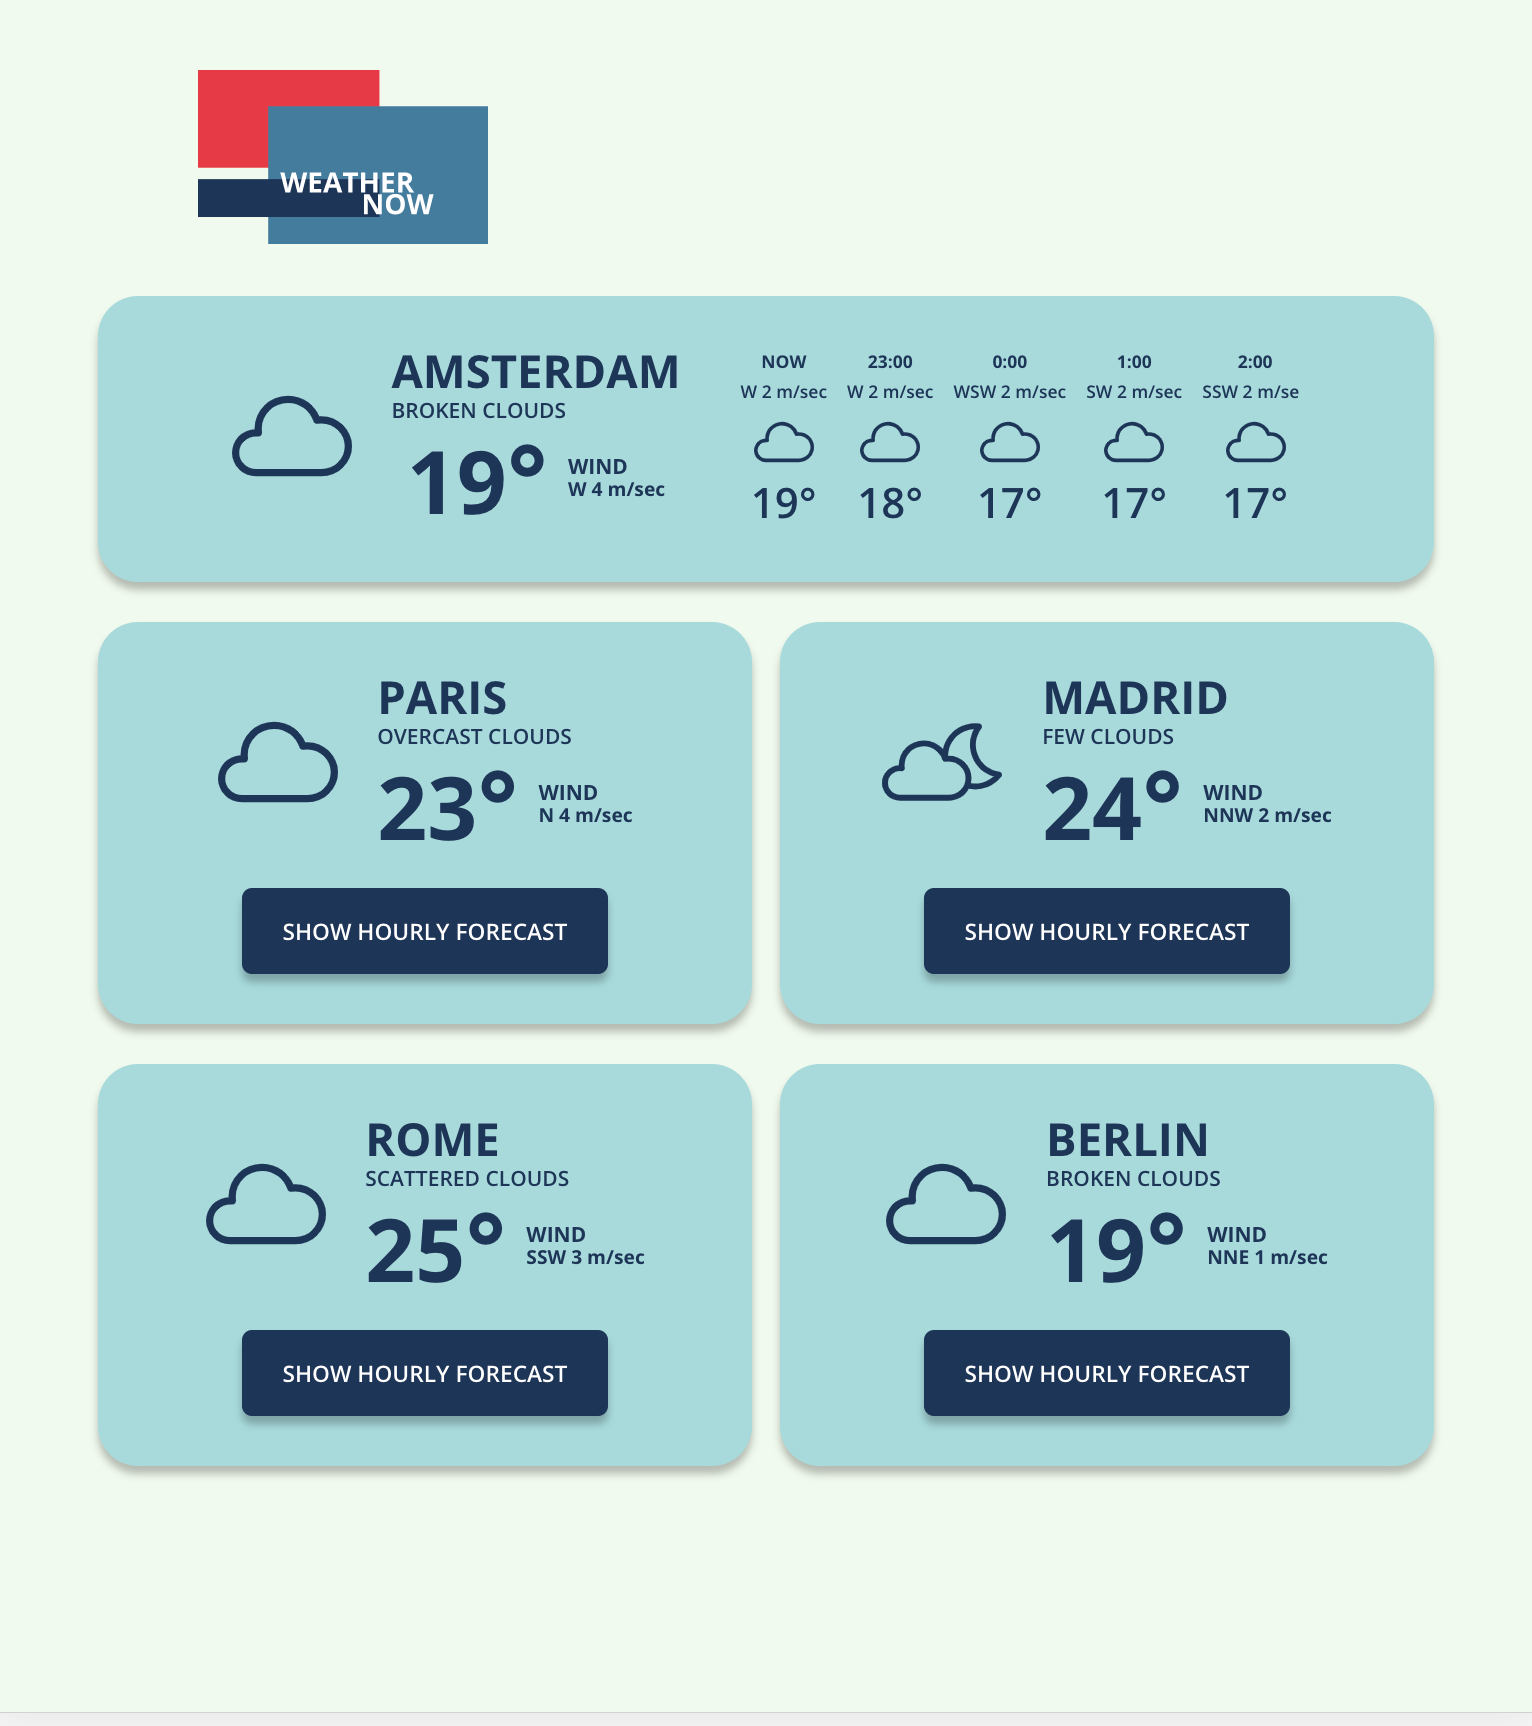 WEATHER
NOW
AMSTERDAM
BROKEN CLOUDS
19°
WIND
W 4 m/sec
NOW 23:00 0:00 1:00 2:00
W 2 m/sec W 2 m/sec WSW 2 m/sec SW 2 m/sec SSW 2 m/se
19° 18° 17° 17° 17°
PARIS
OVERCAST CLOUDS
23°
WIND
N 4 m/sec
SHOW HOURLY FORECAST
MADRID
FEW CLOUDS
24°
WIND
NNW 2 m/sec
SHOW HOURLY FORECAST
ROME
SCATTERED CLOUDS
25°
WIND
SSW 3 m/sec
SHOW HOURLY FORECAST
BERLIN
BROKEN CLOUDS
19°
WIND
NNE 1 m/sec
SHOW HOURLY FORECAST